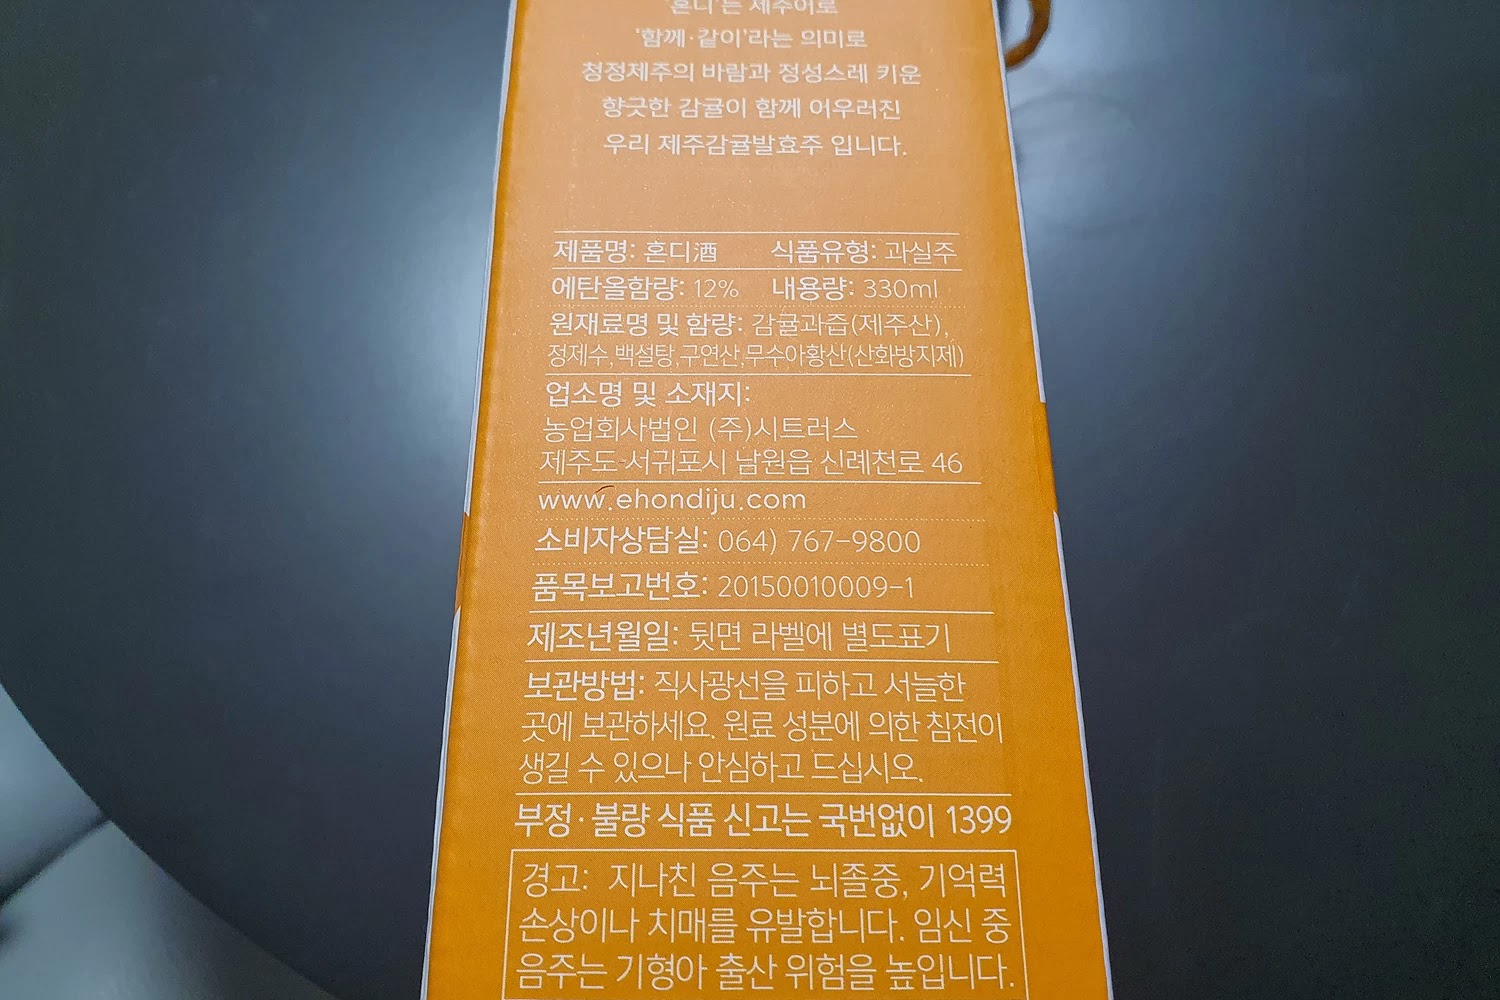 '혼디'는 제주어로
'함께·같이'라는 의미로
청정제주의 바람과 정성스레 키운
향긋한 감귤이 함께 어우러진
우리 제주감귤발효주 입니다.
제품명: 혼디酒 식품유형: 과실주
에탄올함량: 12% 내용량: 330ml
원재료명 및 함량: 감귤과즙(제주산),
정제수,백설탕,구연산,무수아황산(산화방지제)
업소명 및 소재지:
농업회사법인 (주)시트러스
제주도 서귀포시 남원읍 신례천로 46
www.ehondiju.com
소비자상담실: 064) 767-9800
품목보고번호: 20150010009-1
제조년월일: 뒷면 라벨에 별도표기
보관방법: 직사광선을 피하고 서늘한
곳에 보관하세요. 원료 성분에 의한 침전이
생길 수 있으나 안심하고 드십시오.
부정·불량 식품 신고는 국번없이 1399
경고: 지나친 음주는 뇌졸중, 기억력
손상이나 치매를 유발합니다. 임신 중
음주는 기형아 출산 위험을 높입니다.